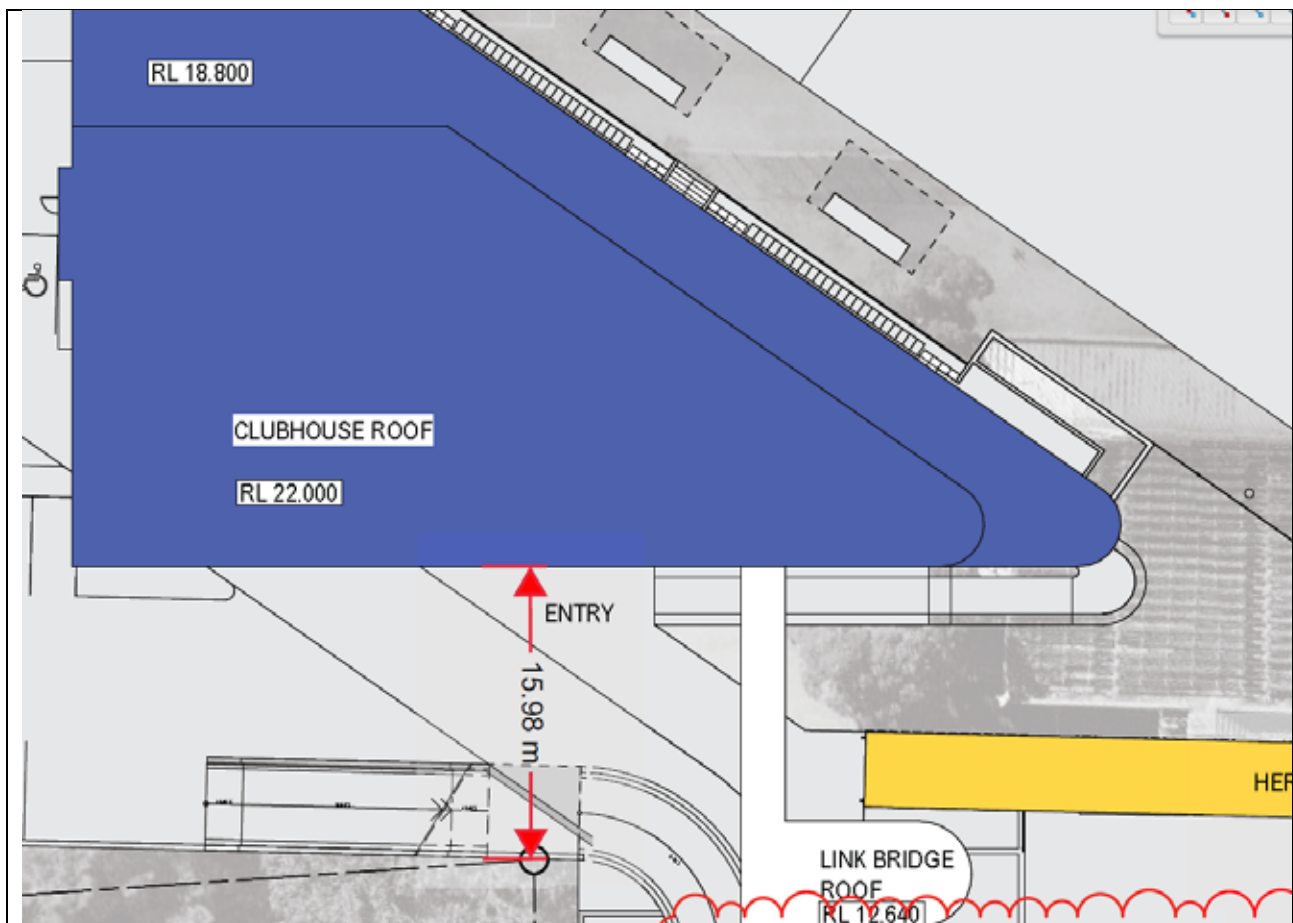 RL 18.800
CLUBHOUSE ROOF
RL 22.000
ENTRY
15.98 m
HER
LINK BRIDGE
ROOF
RL 12.640